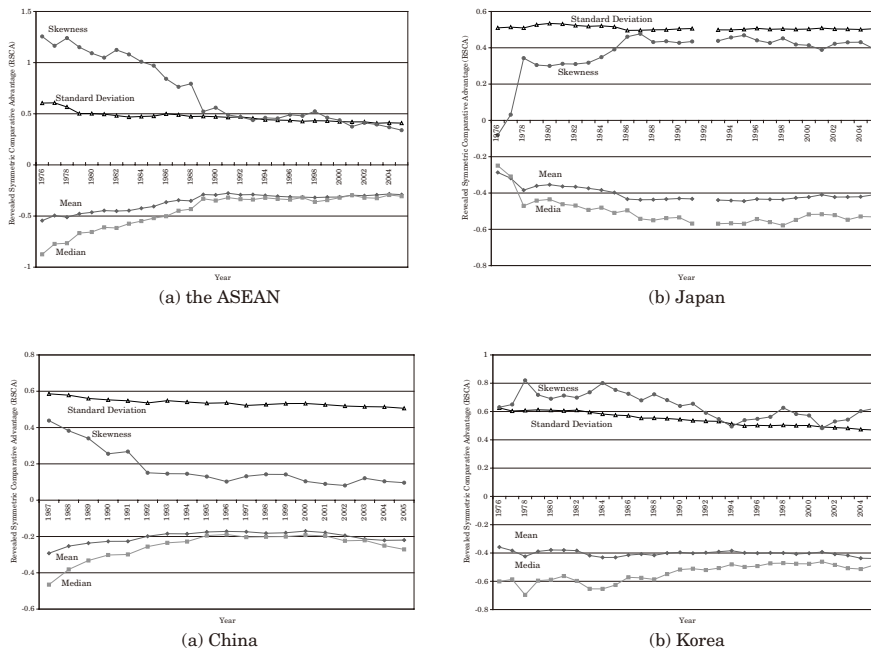 Revealed Symmetric Comparative Advantage (RSCA)
1.5
1
0.5
0
-0.5
-1
Skewness
Standard Deviation
1976 1978 1980 1982 1984 1986 1988 1990 1992 1994 1996 1998 2000 2002 2004
Mean
Median
Year
(a) the ASEAN
Revealed Symmetric Comparative Advantage (RSCA)
0.6
0.4
0.2
0
-0.2
-0.4
-0.6
-0.8
Standard Deviation
Skewness
1976 1978 1980 1982 1984 1986 1988 1990 1992 1994 1996 1998 2000 2002 2004
Mean
Media
Year
(b) Japan
Revealed Symmetric Comparative Advantage (RSCA)
0.8
0.6
0.4
0.2
0
-0.2
-0.4
-0.6
Standard Deviation
Skewness
1987 1988 1989 1990 1991 1992 1993 1994 1995 1996 1997 1998 1999 2000 2001 2002 2003 2004 2005
Mean
Median
Year
(a) China
Revealed Symmetric Comparative Advantage (RSCA)
1
0.8
0.6
0.4
0.2
0
-0.2
-0.4
-0.6
-0.8
Skewness
Standard Deviation
1976 1978 1980 1982 1984 1986 1988 1990 1992 1994 1996 1998 2000 2002 2004
Mean
Media
Year
(b) Korea